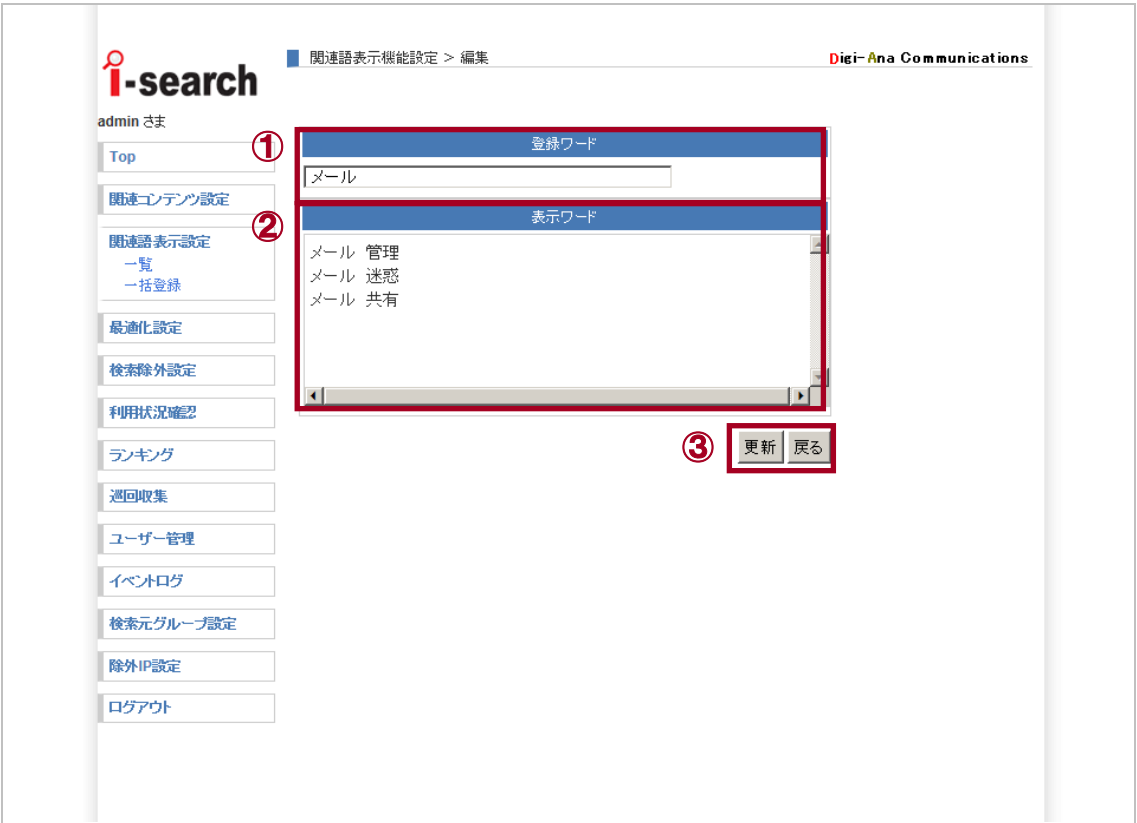 i-search
関連語表示機能設定 > 編集
Digi-Ana Communications
admin さま
Top
関連コンテンツ設定
関連語表示設定
一覧
一括登録
最適化設定
検索除外設定
利用状況確認
ランキング
巡回収集
ユーザー管理
イベントログ
検索元グループ設定
除外IP設定
ログアウト
①
登録ワード
メール
②
表示ワード
メール 管理
メール 迷惑
メール 共有
③
更新 戻る